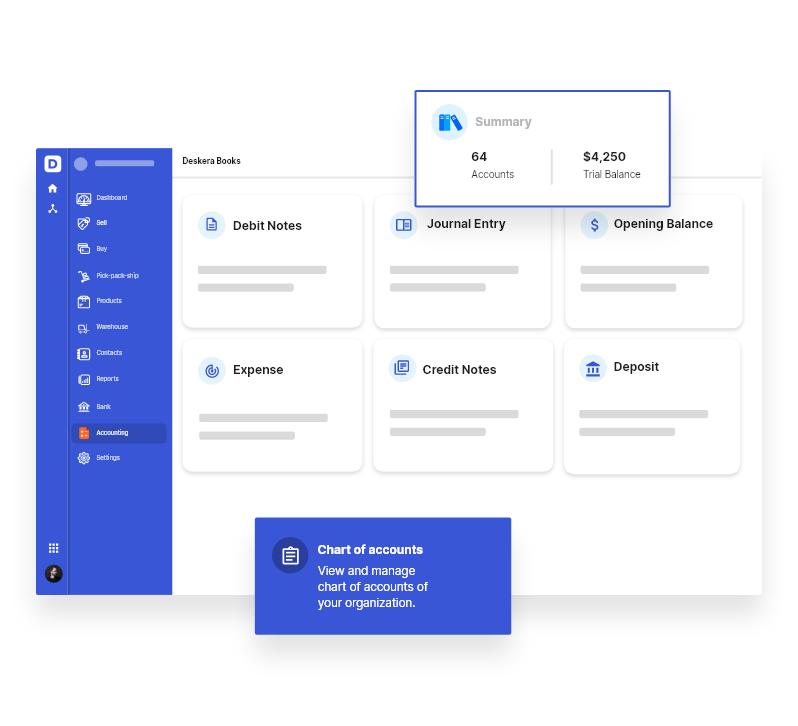 Summary
64
$4,250
Accounts
Trial Balance
D
Deskera Books
Dashboard
Sell
Buy
Pick-pack-ship
Products
Warehouse
Contacts
Reports
Bank
Accounting
Settings
Debit Notes
Journal Entry
$
Opening Balance
Expense
Credit Notes
Deposit
Chart of accounts
View and manage
chart of accounts of
your organization.